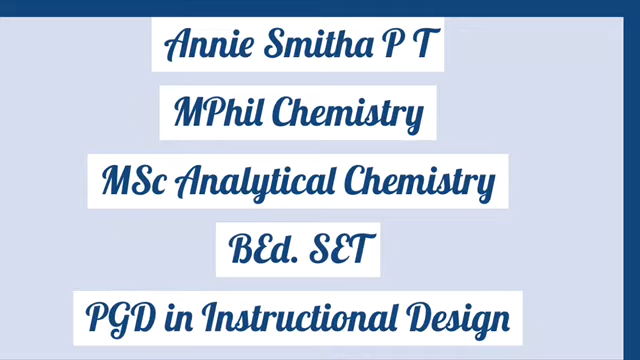 Annie Smitha P T
MPhil Chemistry
MSc Analytical Chemistry
BEd. SET
PGD in Instructional Design